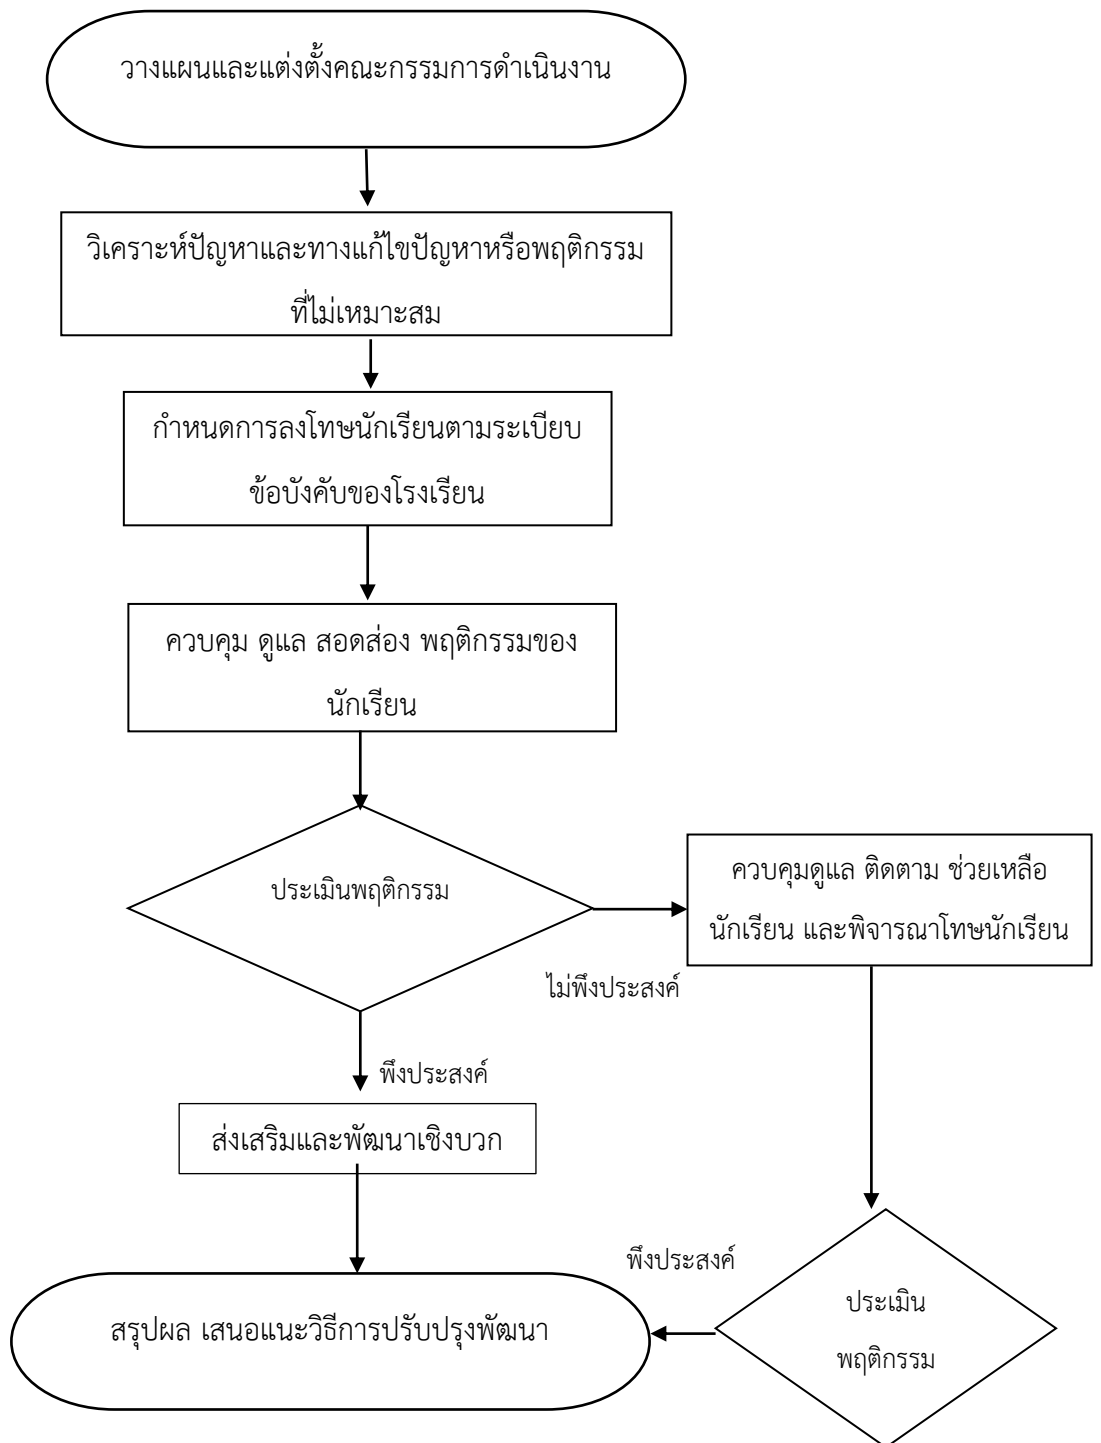 วางแผนและแต่งตั้งคณะกรรมการดำเนินงาน
วิเคราะห์ปัญหาและทางแก้ไขปัญหาหรือพฤติกรรม
ที่ไม่เหมาะสม
กำหนดการลงโทษนักเรียนตามระเบียบ
ข้อบังคับของโรงเรียน
ควบคุม ดูแล สอดส่อง พฤติกรรมของ
นักเรียน
ประเมินพฤติกรรม
ควบคุมดูแล ติดตาม ช่วยเหลือ
นักเรียน และพิจารณาโทษนักเรียน
ไม่พึงประสงค์
พึงประสงค์
ส่งเสริมและพัฒนาเชิงบวก
พึงประสงค์
ประเมิน
พฤติกรรม
สรุปผล เสนอแนะวิธีการปรับปรุงพัฒนา